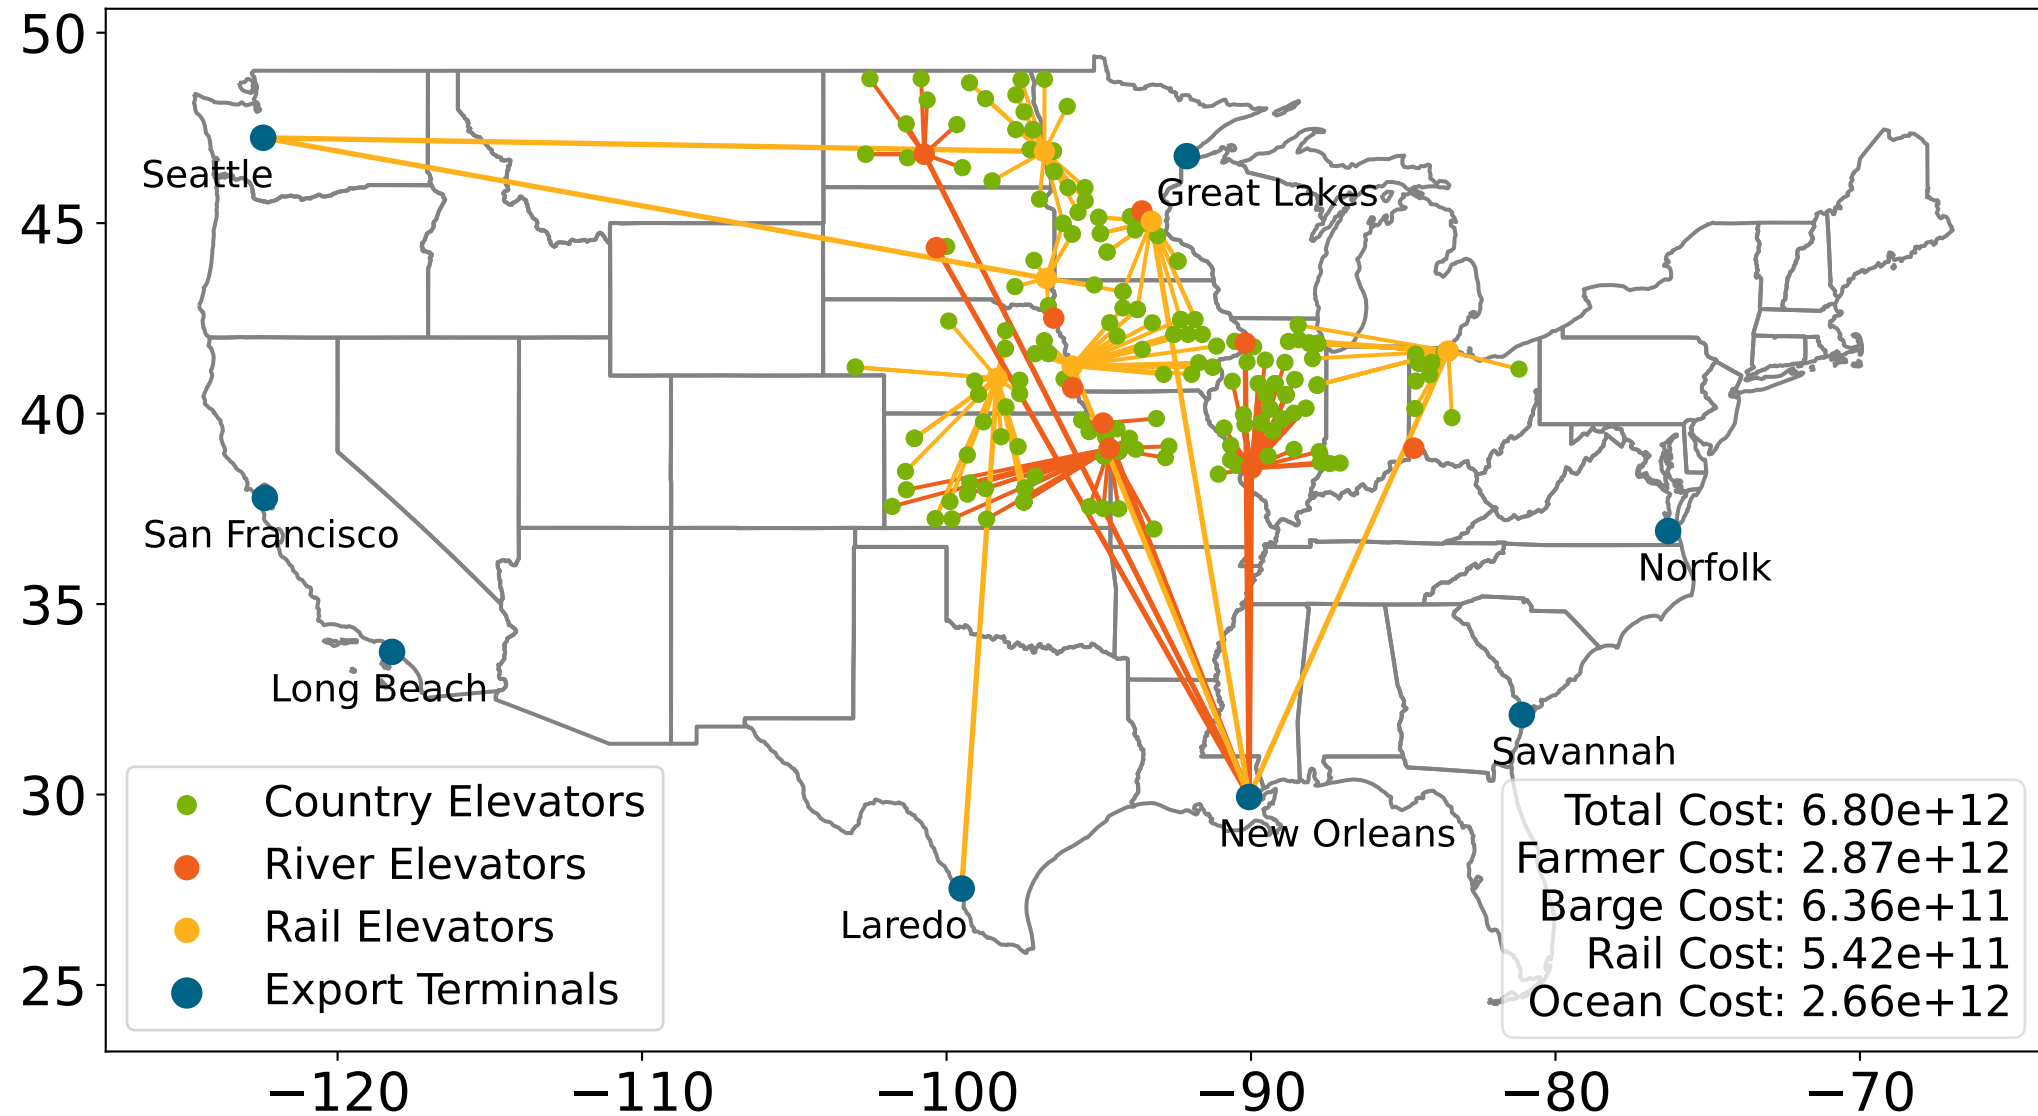 50
45
40
35
30
25
Seattle
Great Lakes
San Francisco
Norfolk
Long Beach
Savannah
New Orleans
Laredo
Country Elevators
River Elevators
Rail Elevators
Export Terminals
Total Cost: 6.80e+12
Farmer Cost: 2.87e+12
Barge Cost: 6.36e+11
Rail Cost: 5.42e+11
Ocean Cost: 2.66e+12
−120 −110 −100 −90 −80 −70